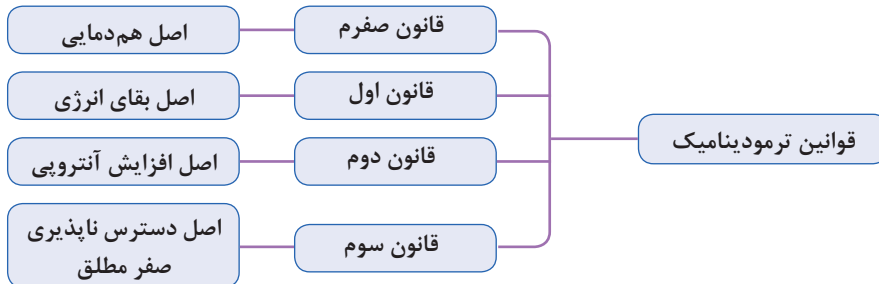 قوانین ترمودینامیک
قانون صفرم
اصل هم‌دمایی
قانون اول
اصل بقای انرژی
قانون دوم
اصل افزایش آنتروپی
قانون سوم
اصل دسترس ناپذیری
صفر مطلق